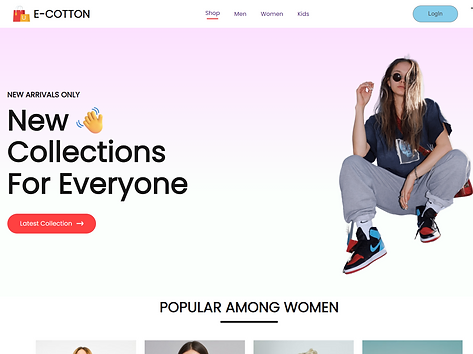 E-COTTON
Shop Men Women Kids
Login
NEW ARRIVALS ONLY
New 👋
Collections
For Everyone
Latest Collection →
POPULAR AMONG WOMEN